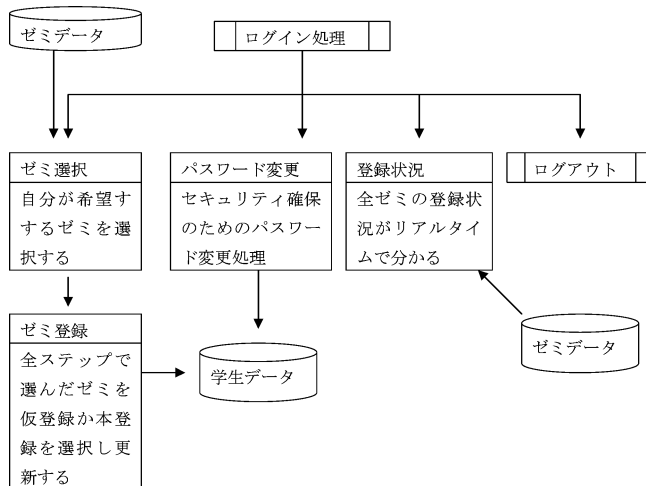 ゼミデータ
ログイン処理
ゼミ選択
自分が希望す
するゼミを選
択する
パスワード変更
セキュリティ確保
のためのパスワー
ド変更処理
登録状況
全ゼミの登録状
況がリアルタイ
ムで分かる
ログアウト
ゼミ登録
全ステップで
選んだゼミを
仮登録か本登
録を選択し更
新する
学生データ
ゼミデータ